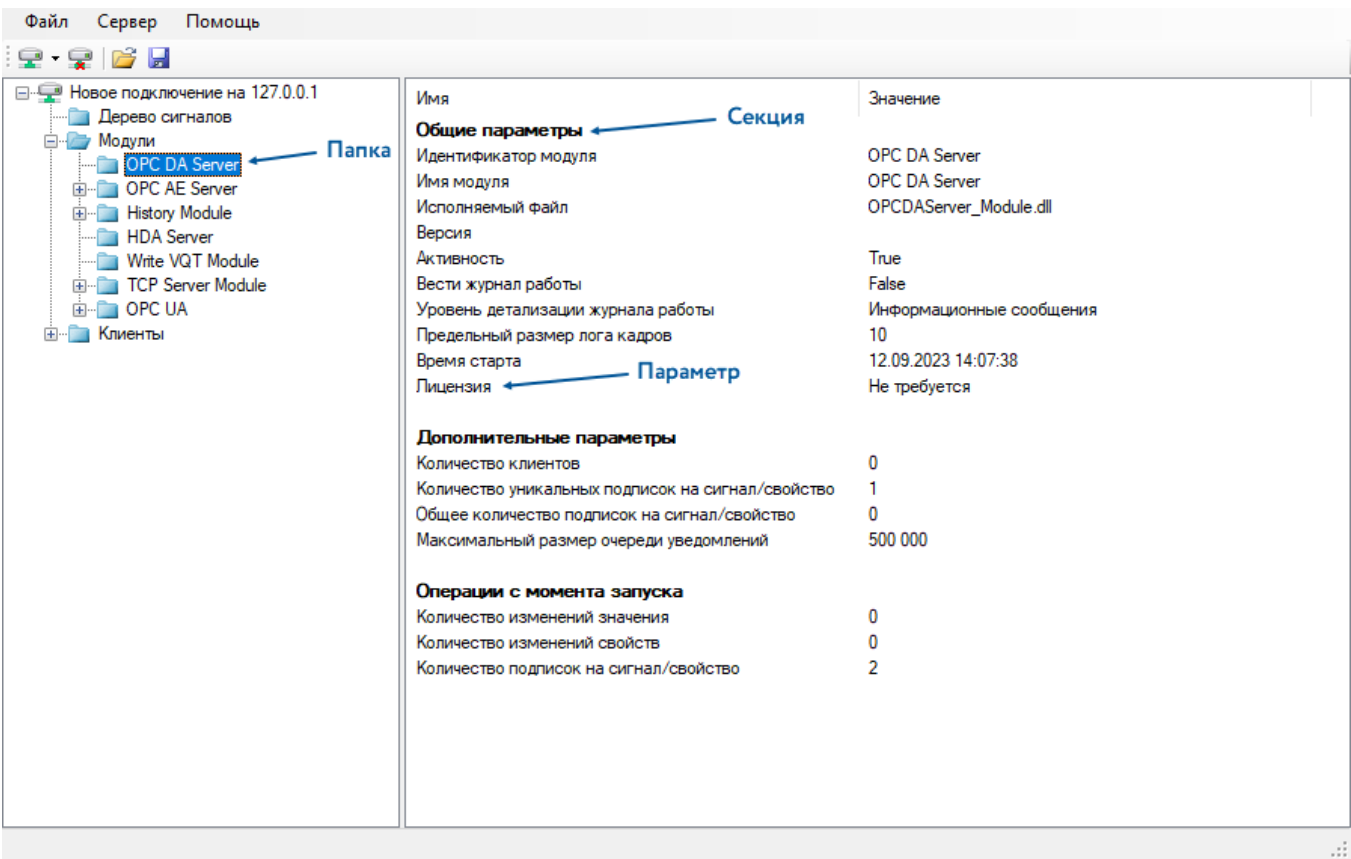 Файл Сервер Помощь
Новое подключение на 127.0.0.1
Дерево сигналов
Модули
OPC DA Server
OPC AE Server
History Module
HDA Server
Write VQT Module
TCP Server Module
OPC UA
Клиенты
Папка
Имя Значение
Общие параметры
Секция
Идентификатор модуля OPC DA Server
Имя модуля OPC DA Server
Исполняемый файл OPCDAServer_Module.dll
Версия
Активность True
Вести журнал работы False
Уровень детализации журнала работы Информационные сообщения
Предельный размер лога кадров 10
Время старта 12.09.2023 14:07:38
Параметр
Лицензия Не требуется
Дополнительные параметры
Количество клиентов 0
Количество уникальных подписок на сигнал/свойство 1
Общее количество подписок на сигнал/свойство 0
Максимальный размер очереди уведомлений 500 000
Операции с момента запуска
Количество изменений значения 0
Количество изменений свойств 0
Количество подписок на сигнал/свойство 2